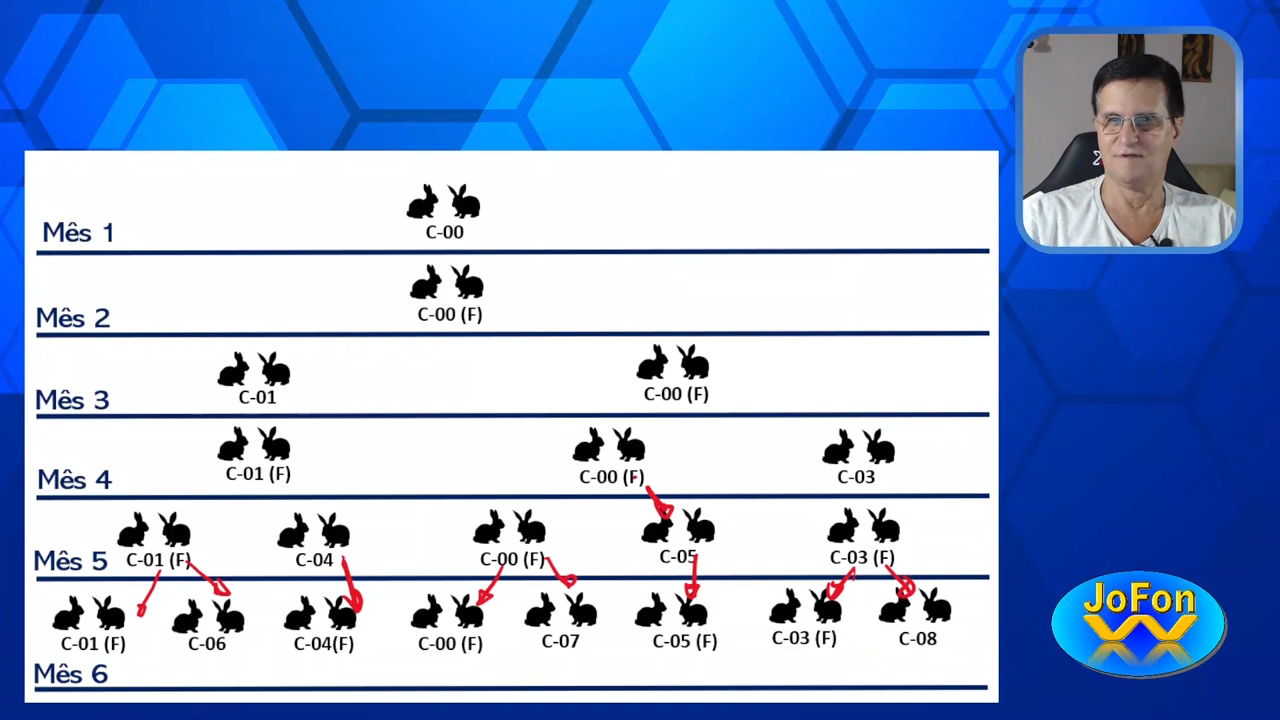 Mês 1
C-00
Mês 2
C-00 (F)
Mês 3
C-01
C-00 (F)
Mês 4
C-01 (F)
C-00 (F)
C-03
Mês 5
C-01 (F)
C-04
C-00 (F)
C-05
C-03 (F)
C-01 (F)
C-06
C-04(F)
C-00 (F)
C-07
C-05 (F)
C-03 (F)
C-08
Mês 6
JoFon